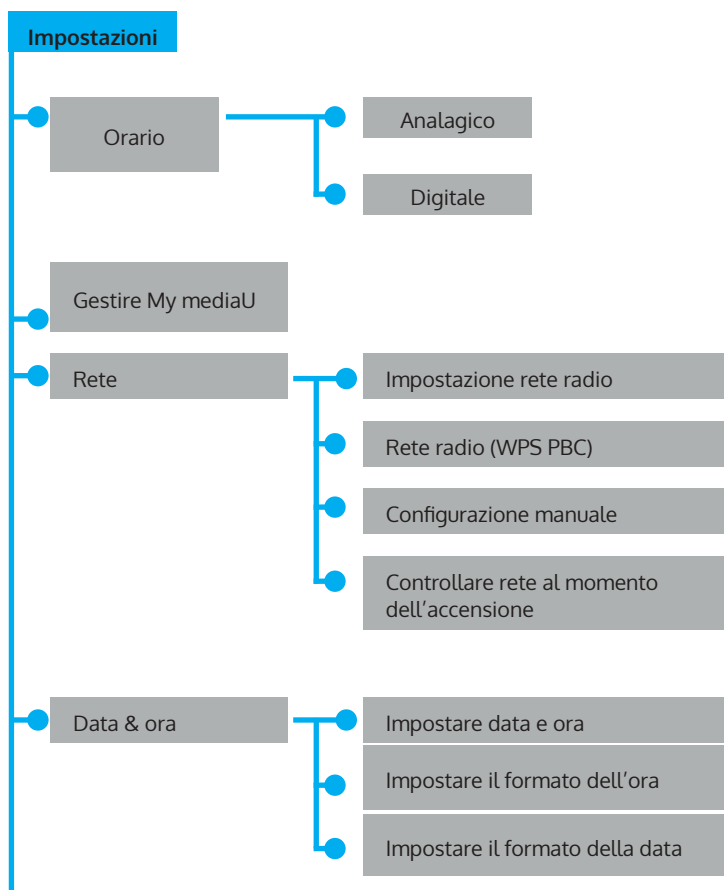 Impostazioni
Orario
Analagico
Digitale
Gestire My mediaU
Rete
Impostazione rete radio
Rete radio (WPS PBC)
Configurazione manuale
Controllare rete al momento
dell’accensione
Data & ora
Impostare data e ora
Impostare il formato dell’ora
Impostare il formato della data